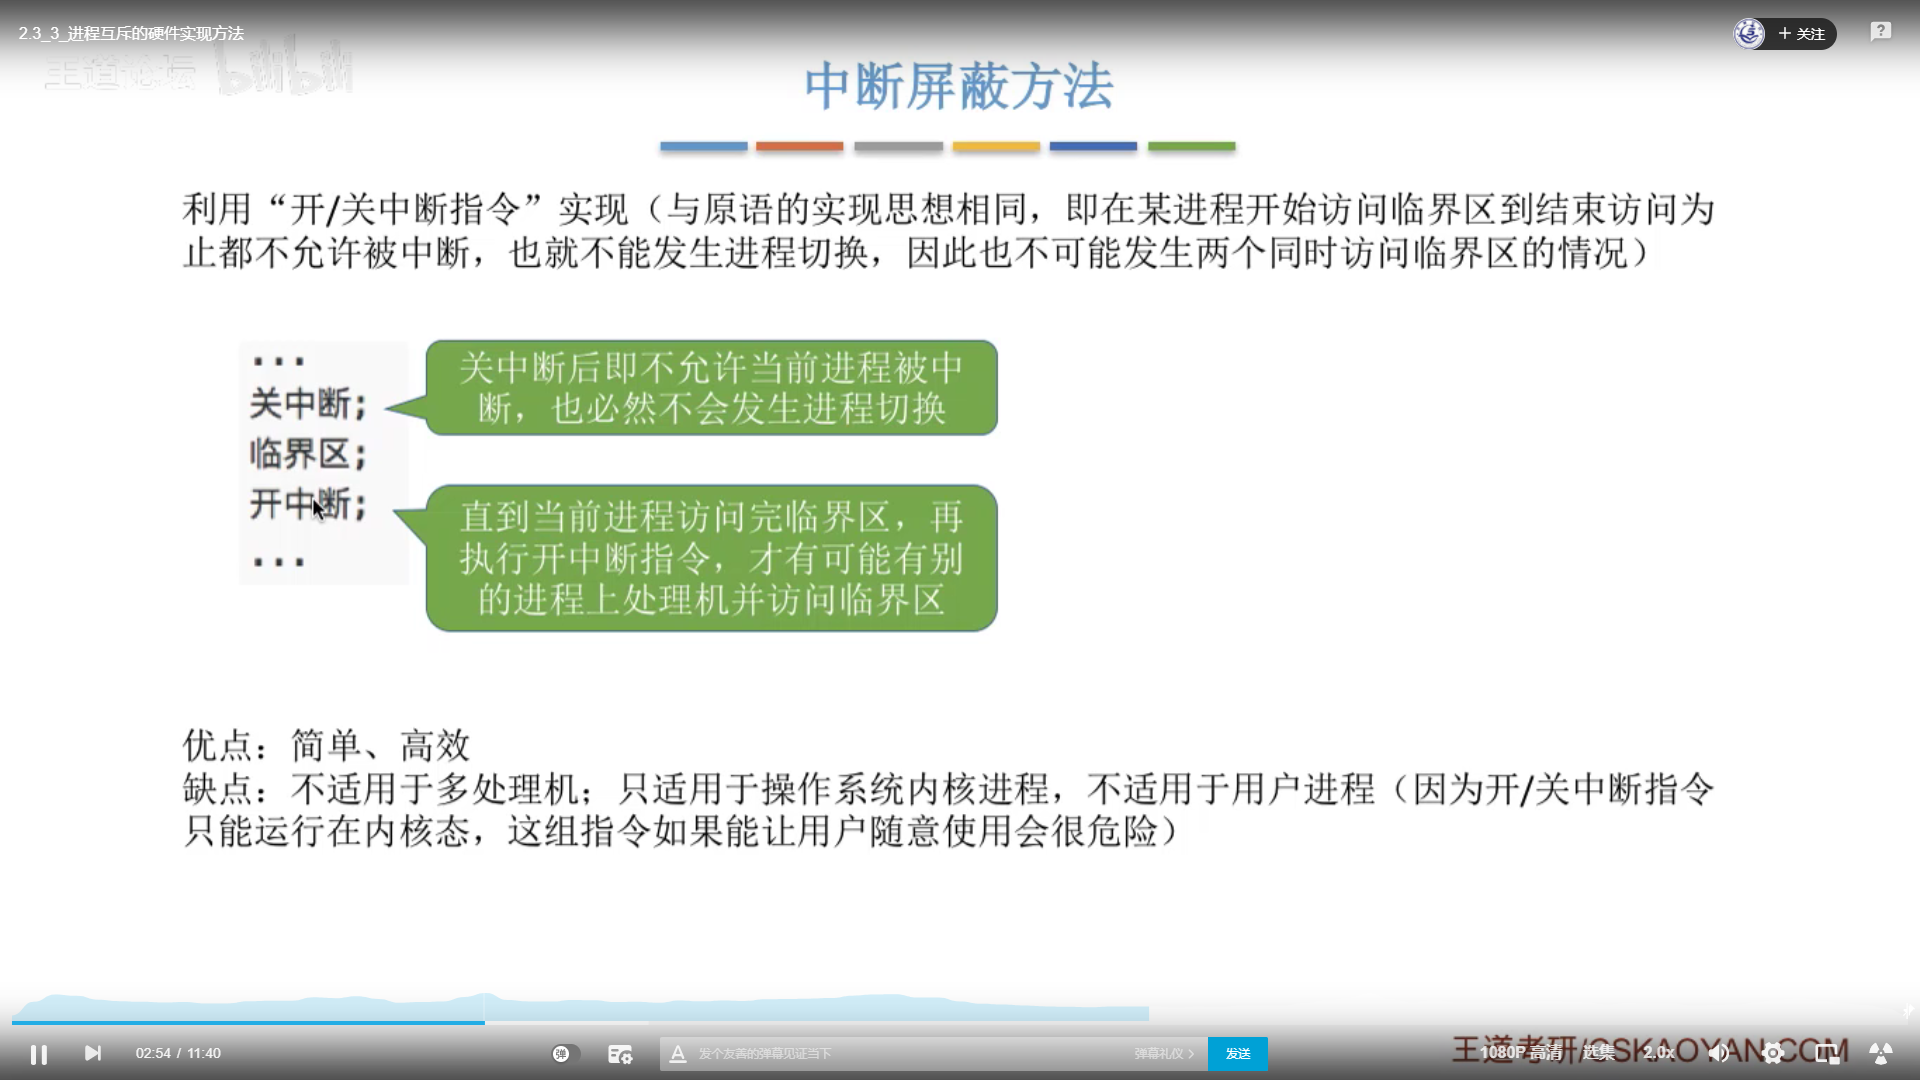 2.3_3_进程互斥的硬件实现方法
+ 关注
王道论坛 bilibili
中断屏蔽方法
利用“开/关中断指令”实现（与原语的实现思想相同，即在某进程开始访问临界区到结束访问为
止都不允许被中断，也就不能发生进程切换，因此也不可能发生两个同时访问临界区的情况）
...
关中断;
临界区;
开中断;
...
关中断后即不允许当前进程被中
断，也必然不会发生进程切换
直到当前进程访问完临界区，再
执行开中断指令，才有可能有别
的进程上处理机并访问临界区
优点：简单、高效
缺点：不适用于多处理机；只适用于操作系统内核进程，不适用于用户进程（因为开/关中断指令
只能运行在内核态，这组指令如果能让用户随意使用会很危险）
02:54 / 11:40
弹
A 发个友善的弹幕见证当下
弹幕礼仪 >
发送
王道考研/CSKAOYAN.COM
1080P 高清
选集
2.0x